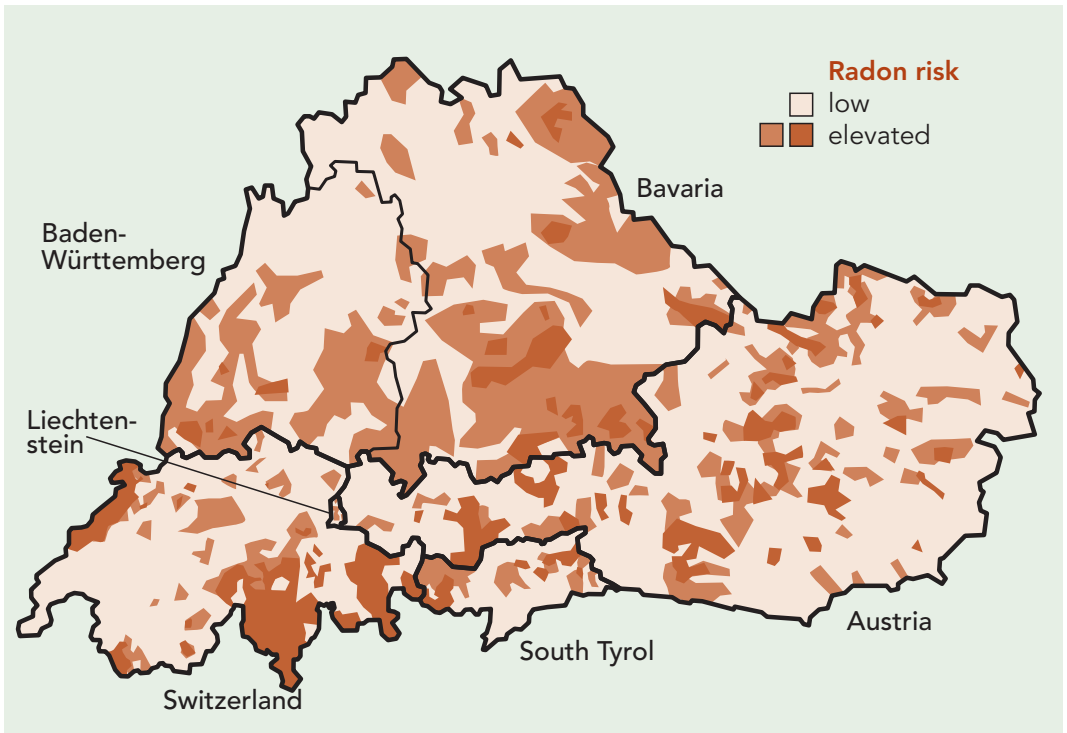 Radon risk
low
elevated
Bavaria
Baden-
Württemberg
Liechten-
stein
Austria
South Tyrol
Switzerland